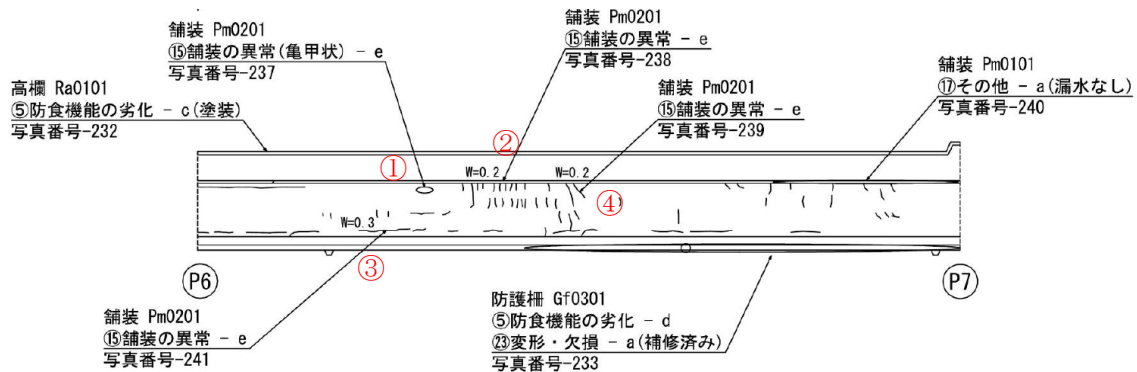 舗装 Pm0201
⑮舗装の異常(亀甲状) - e
写真番号-237
舗装 Pm0201
⑮舗装の異常 - e
写真番号-238
舗装 Pm0101
⑰その他 - a(漏水なし)
写真番号-240
高欄 Ra0101
⑤防食機能の劣化 - c(塗装)
写真番号-232
舗装 Pm0201
⑮舗装の異常 - e
写真番号-239
①
②
W=0.2
W=0.2
④
W=0.3
③
P6
P7
舗装 Pm0201
⑮舗装の異常 - e
写真番号-241
防護柵 Gf0301
⑤防食機能の劣化 - d
㉓変形・欠損 - a(補修済み)
写真番号-233